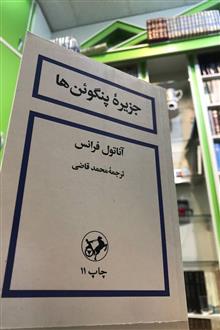 جزیرهٔ پنگوئن‌ها
آناتول فرانس
ترجمهٔ محمد قاضی
چاپ ۱۱